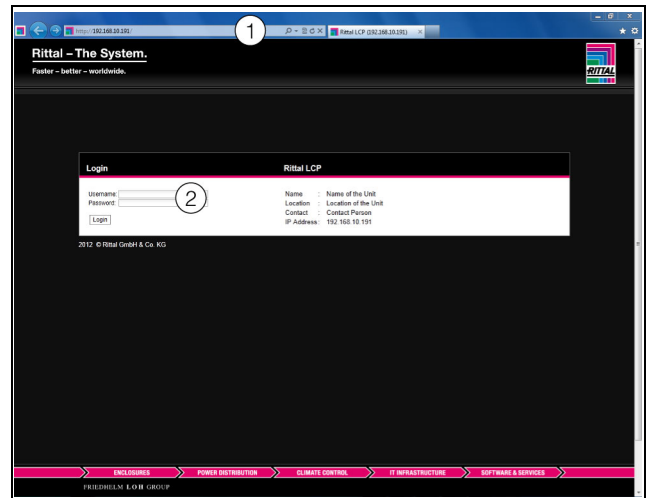 http://192.168.10.191/
1
Rittal LCP (192.168.10.191)
Rittal – The System.
Faster – better – worldwide.
RITTAL
Login
Rittal LCP
Username:
Password:
2
Login
Name : Name of the Unit
Location : Location of the Unit
Contact : Contact Person
IP Address : 192.168.10.191
2012 © Rittal GmbH & Co. KG
ENCLOSURES
POWER DISTRIBUTION
CLIMATE CONTROL
IT INFRASTRUCTURE
SOFTWARE & SERVICES
FRIEDHELM LOH GROUP